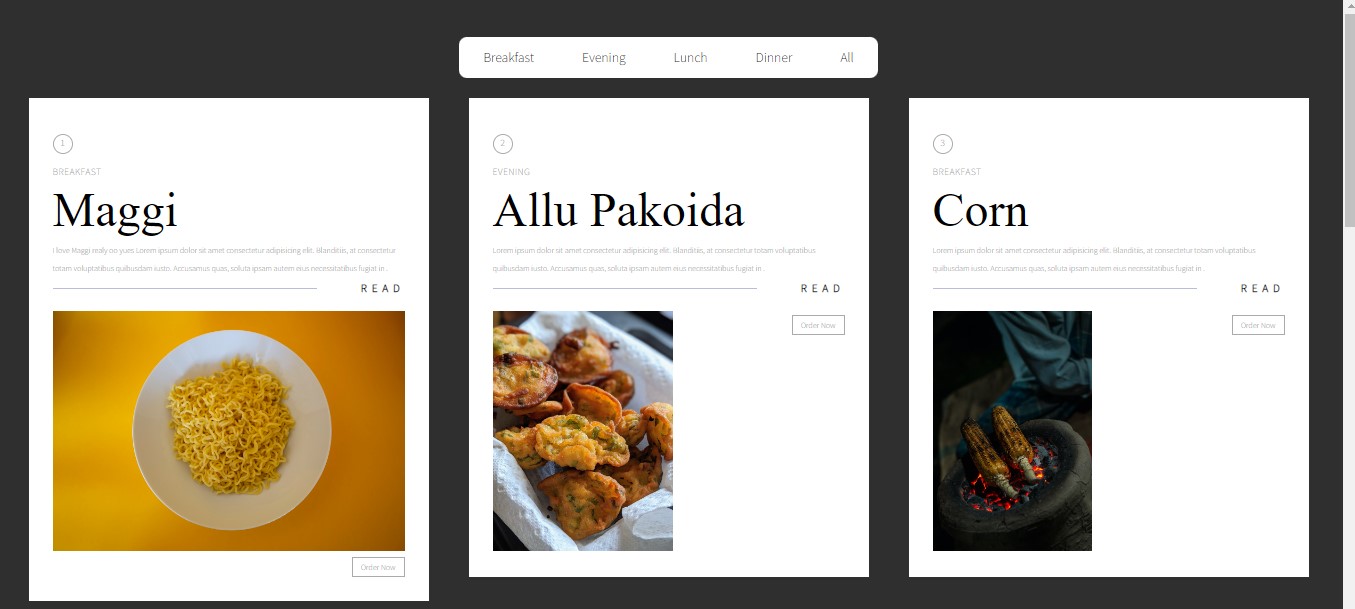 Breakfast Evening Lunch Dinner All
1
BREAKFAST
Maggi
I love Maggi realy oo yues Lorem ipsum dolor sit amet consectetur adipisicing elit. Blanditiis, at consectetur
totam voluptatibus quibusdam iusto. Accusamus quas, soluta ipsam autem eius necessitatibus fugiat in .
READ
Order Now
2
EVENING
Allu Pakoida
Lorem ipsum dolor sit amet consectetur adipisicing elit. Blanditiis, at consectetur totam voluptatibus
quibusdam iusto. Accusamus quas, soluta ipsam autem eius necessitatibus fugiat in .
READ
Order Now
3
BREAKFAST
Corn
Lorem ipsum dolor sit amet consectetur adipisicing elit. Blanditiis, at consectetur totam voluptatibus
quibusdam iusto. Accusamus quas, soluta ipsam autem eius necessitatibus fugiat in .
READ
Order Now